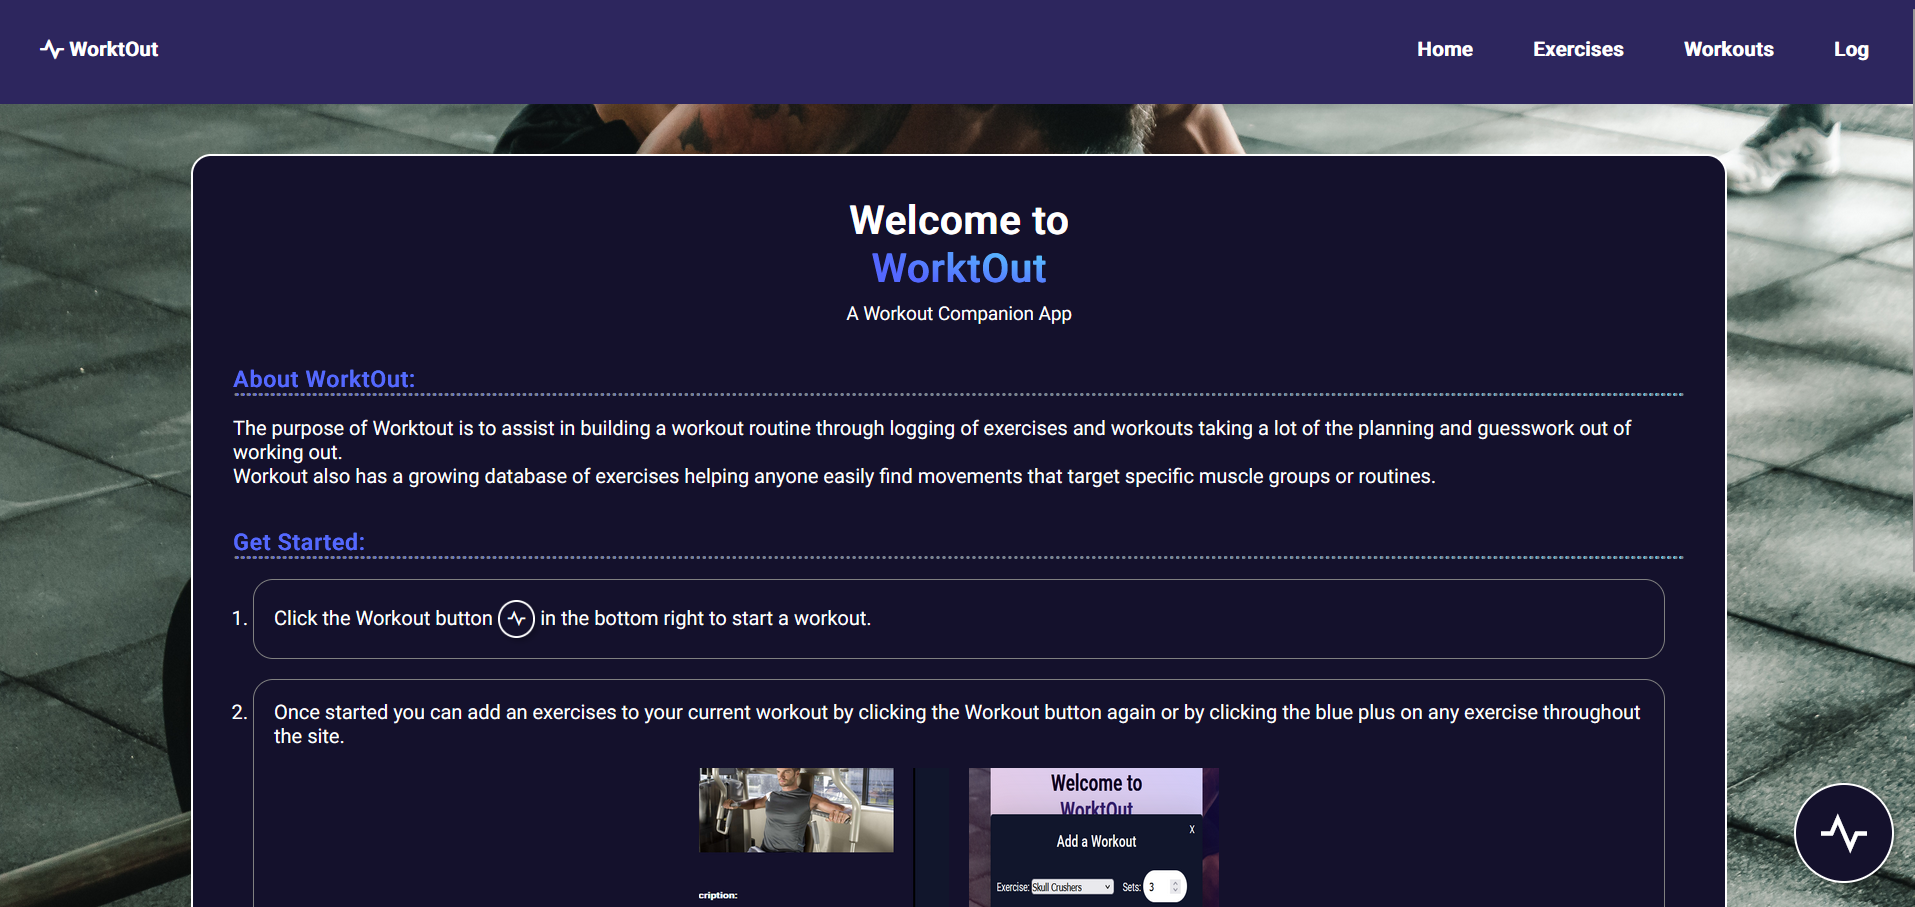 WorktOut
Home Exercises Workouts Log
Welcome to
WorktOut
A Workout Companion App
About WorktOut:
The purpose of Worktout is to assist in building a workout routine through logging of exercises and workouts taking a lot of the planning and guesswork out of
working out.
Workout also has a growing database of exercises helping anyone easily find movements that target specific muscle groups or routines.
Get Started:
1. Click the Workout button in the bottom right to start a workout.
2. Once started you can add an exercises to your current workout by clicking the Workout button again or by clicking the blue plus on any exercise throughout
the site.
Welcome to
WorktOut
X
Add a Workout
Exercise: Skull Crushers Sets: 3
cription: